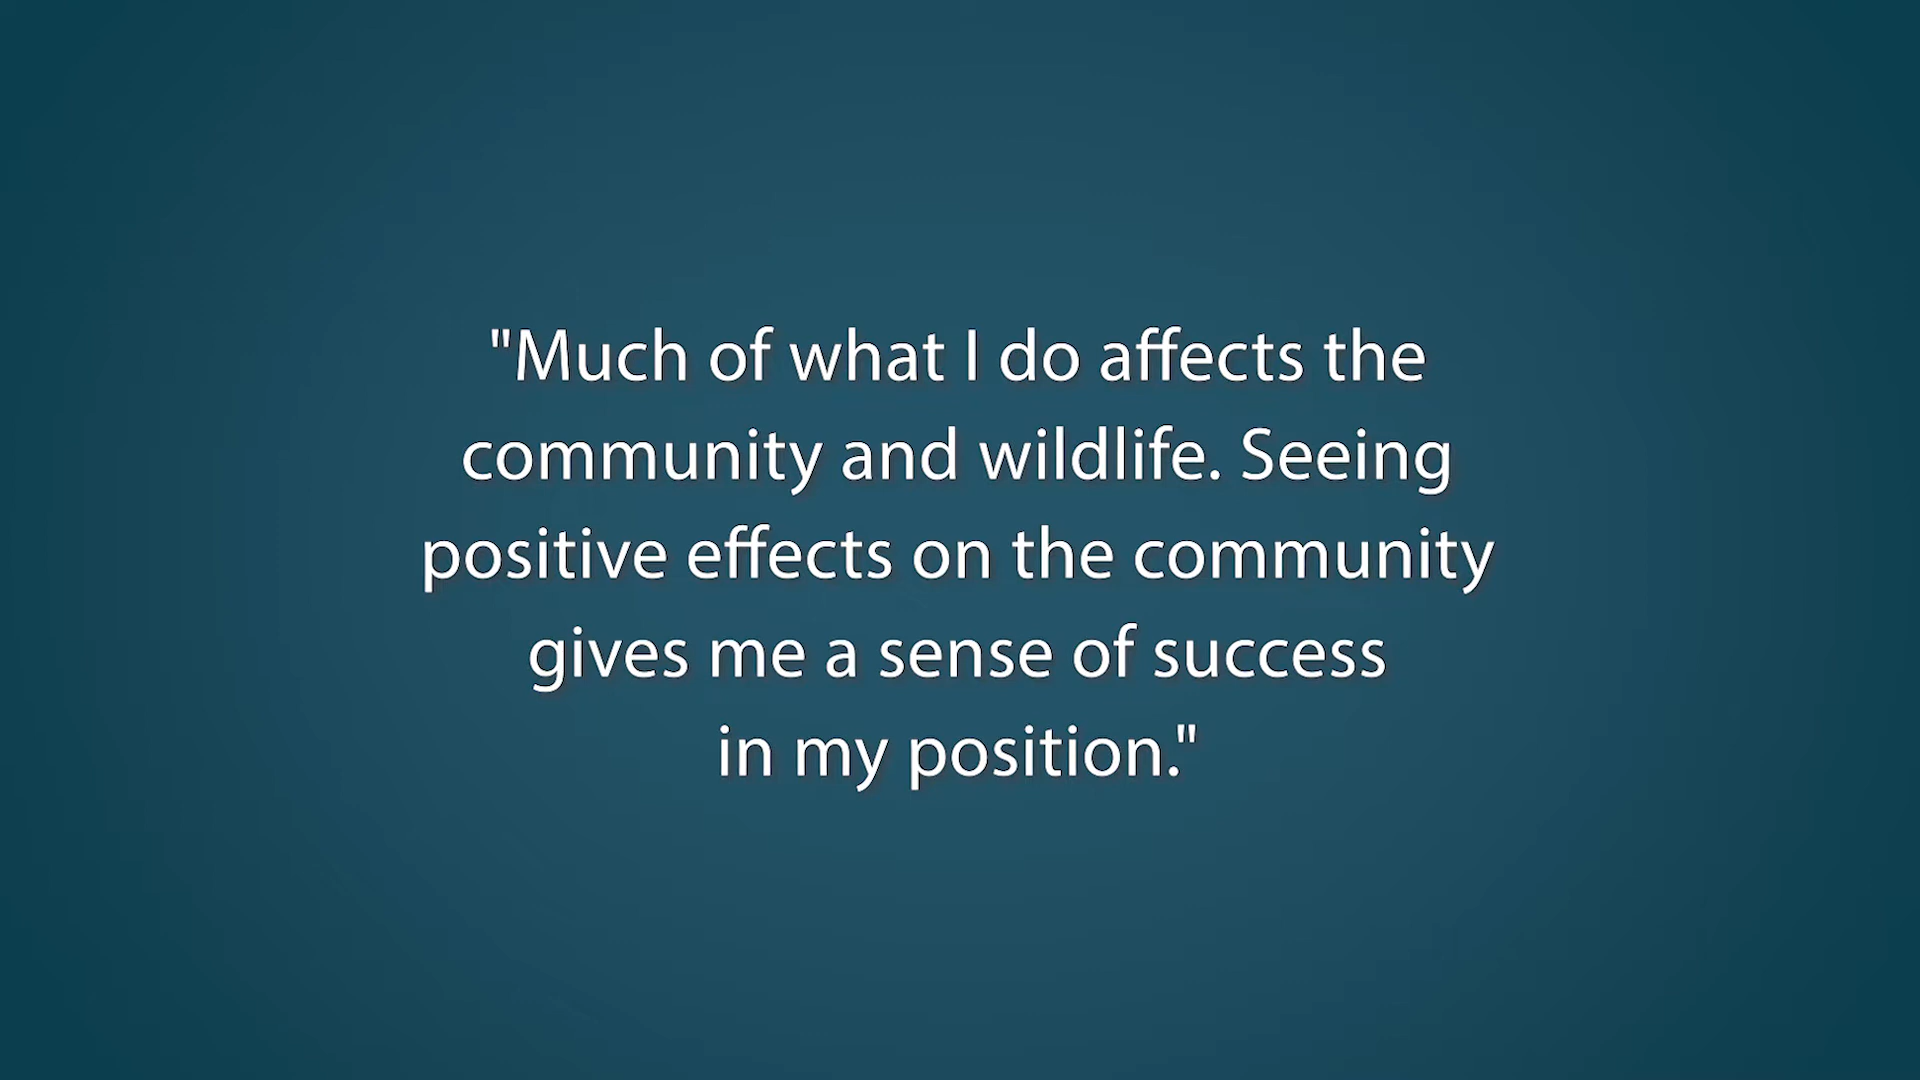 "Much of what I do affects the
community and wildlife. Seeing
positive effects on the community
gives me a sense of success
in my position."